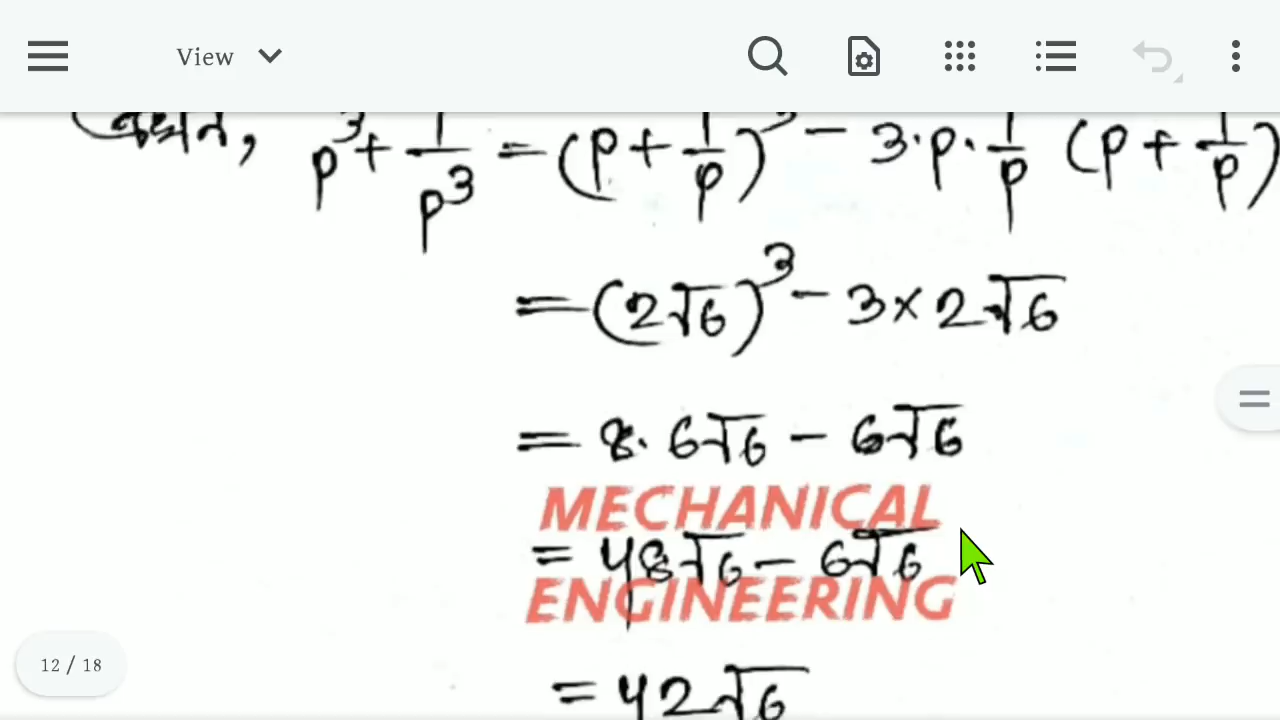 View
p³ + 1/p³ = (p + 1/p)³ - 3·p·1/p (p + 1/p)
= (2√6)³ - 3 × 2√6
= 8·6√6 - 6√6
MECHANICAL
= 48√6 - 6√6
ENGINEERING
12 / 18
= 42√6